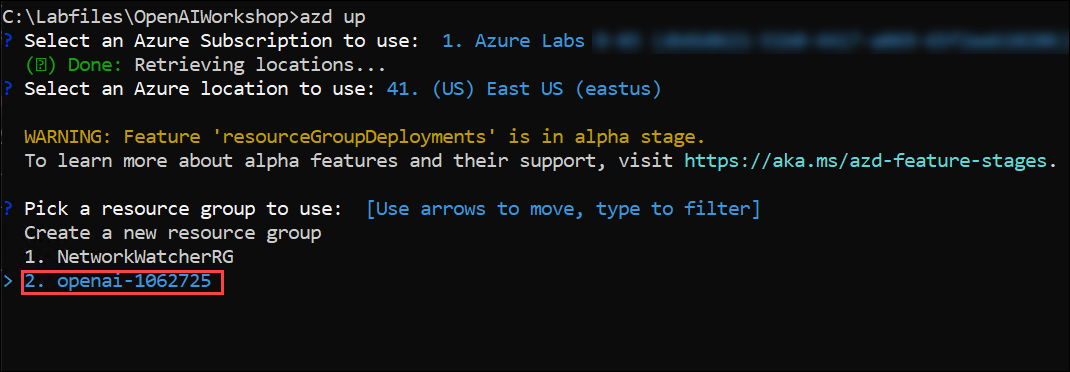 C:\Labfiles\OpenAIWorkshop>azd up
? Select an Azure Subscription to use:  1. Azure Labs
(⍰) Done: Retrieving locations...
? Select an Azure location to use: 41. (US) East US (eastus)
WARNING: Feature 'resourceGroupDeployments' is in alpha stage.
To learn more about alpha features and their support, visit https://aka.ms/azd-feature-stages.
? Pick a resource group to use:  [Use arrows to move, type to filter]
Create a new resource group
1. NetworkWatcherRG
> 2. openai-1062725